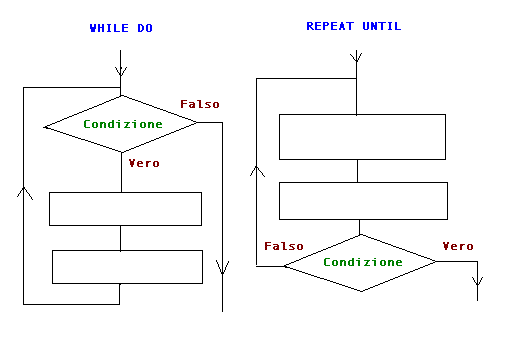 WHILE DO
Falso
Condizione
Vero
REPEAT UNTIL
Falso
Vero
Condizione